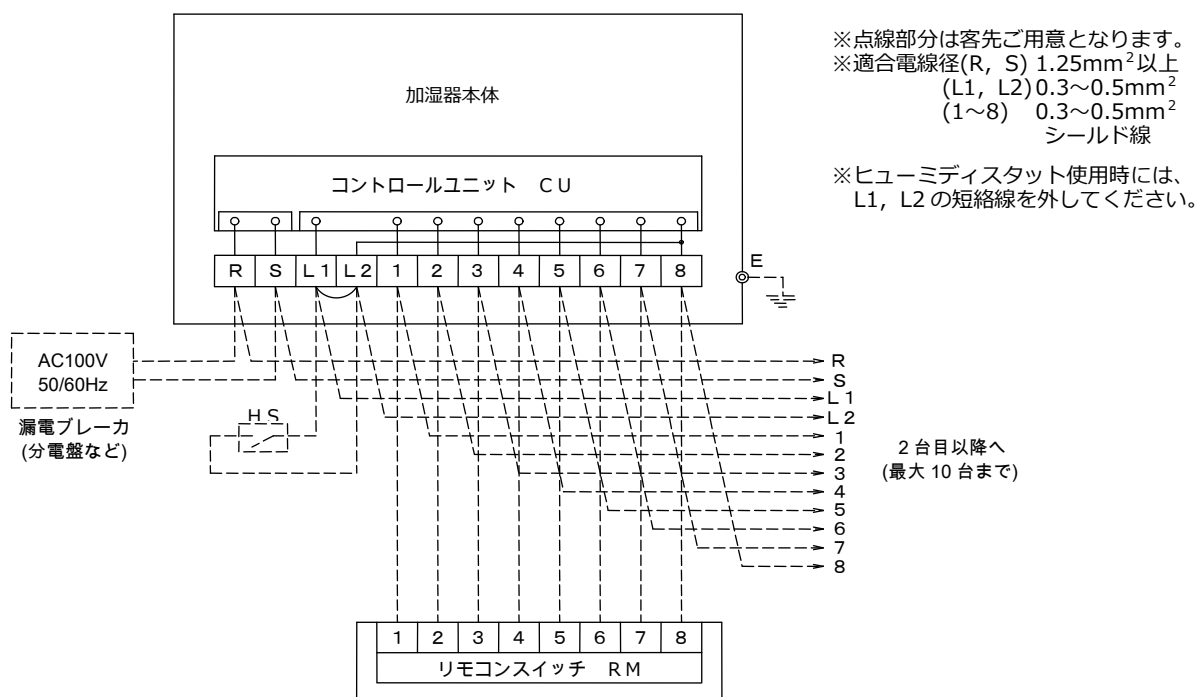 ※点線部分は客先ご用意となります。
※適合電線径(R, S) 1.25mm²以上
(L1, L2) 0.3～0.5mm²
(1～8) 0.3～0.5mm²
シールド線
※ヒューミディスタット使用時には、
L1, L2 の短絡線を外してください。
加湿器本体
コントロールユニット CU
R S L1 L2 1 2 3 4 5 6 7 8
E
AC100V
50/60Hz
漏電ブレーカ
(分電盤など)
H S
R
S
L1
L2
1
2
3
4
5
6
7
8
2台目以降へ
(最大 10 台まで)
1 2 3 4 5 6 7 8
リモコンスイッチ RM